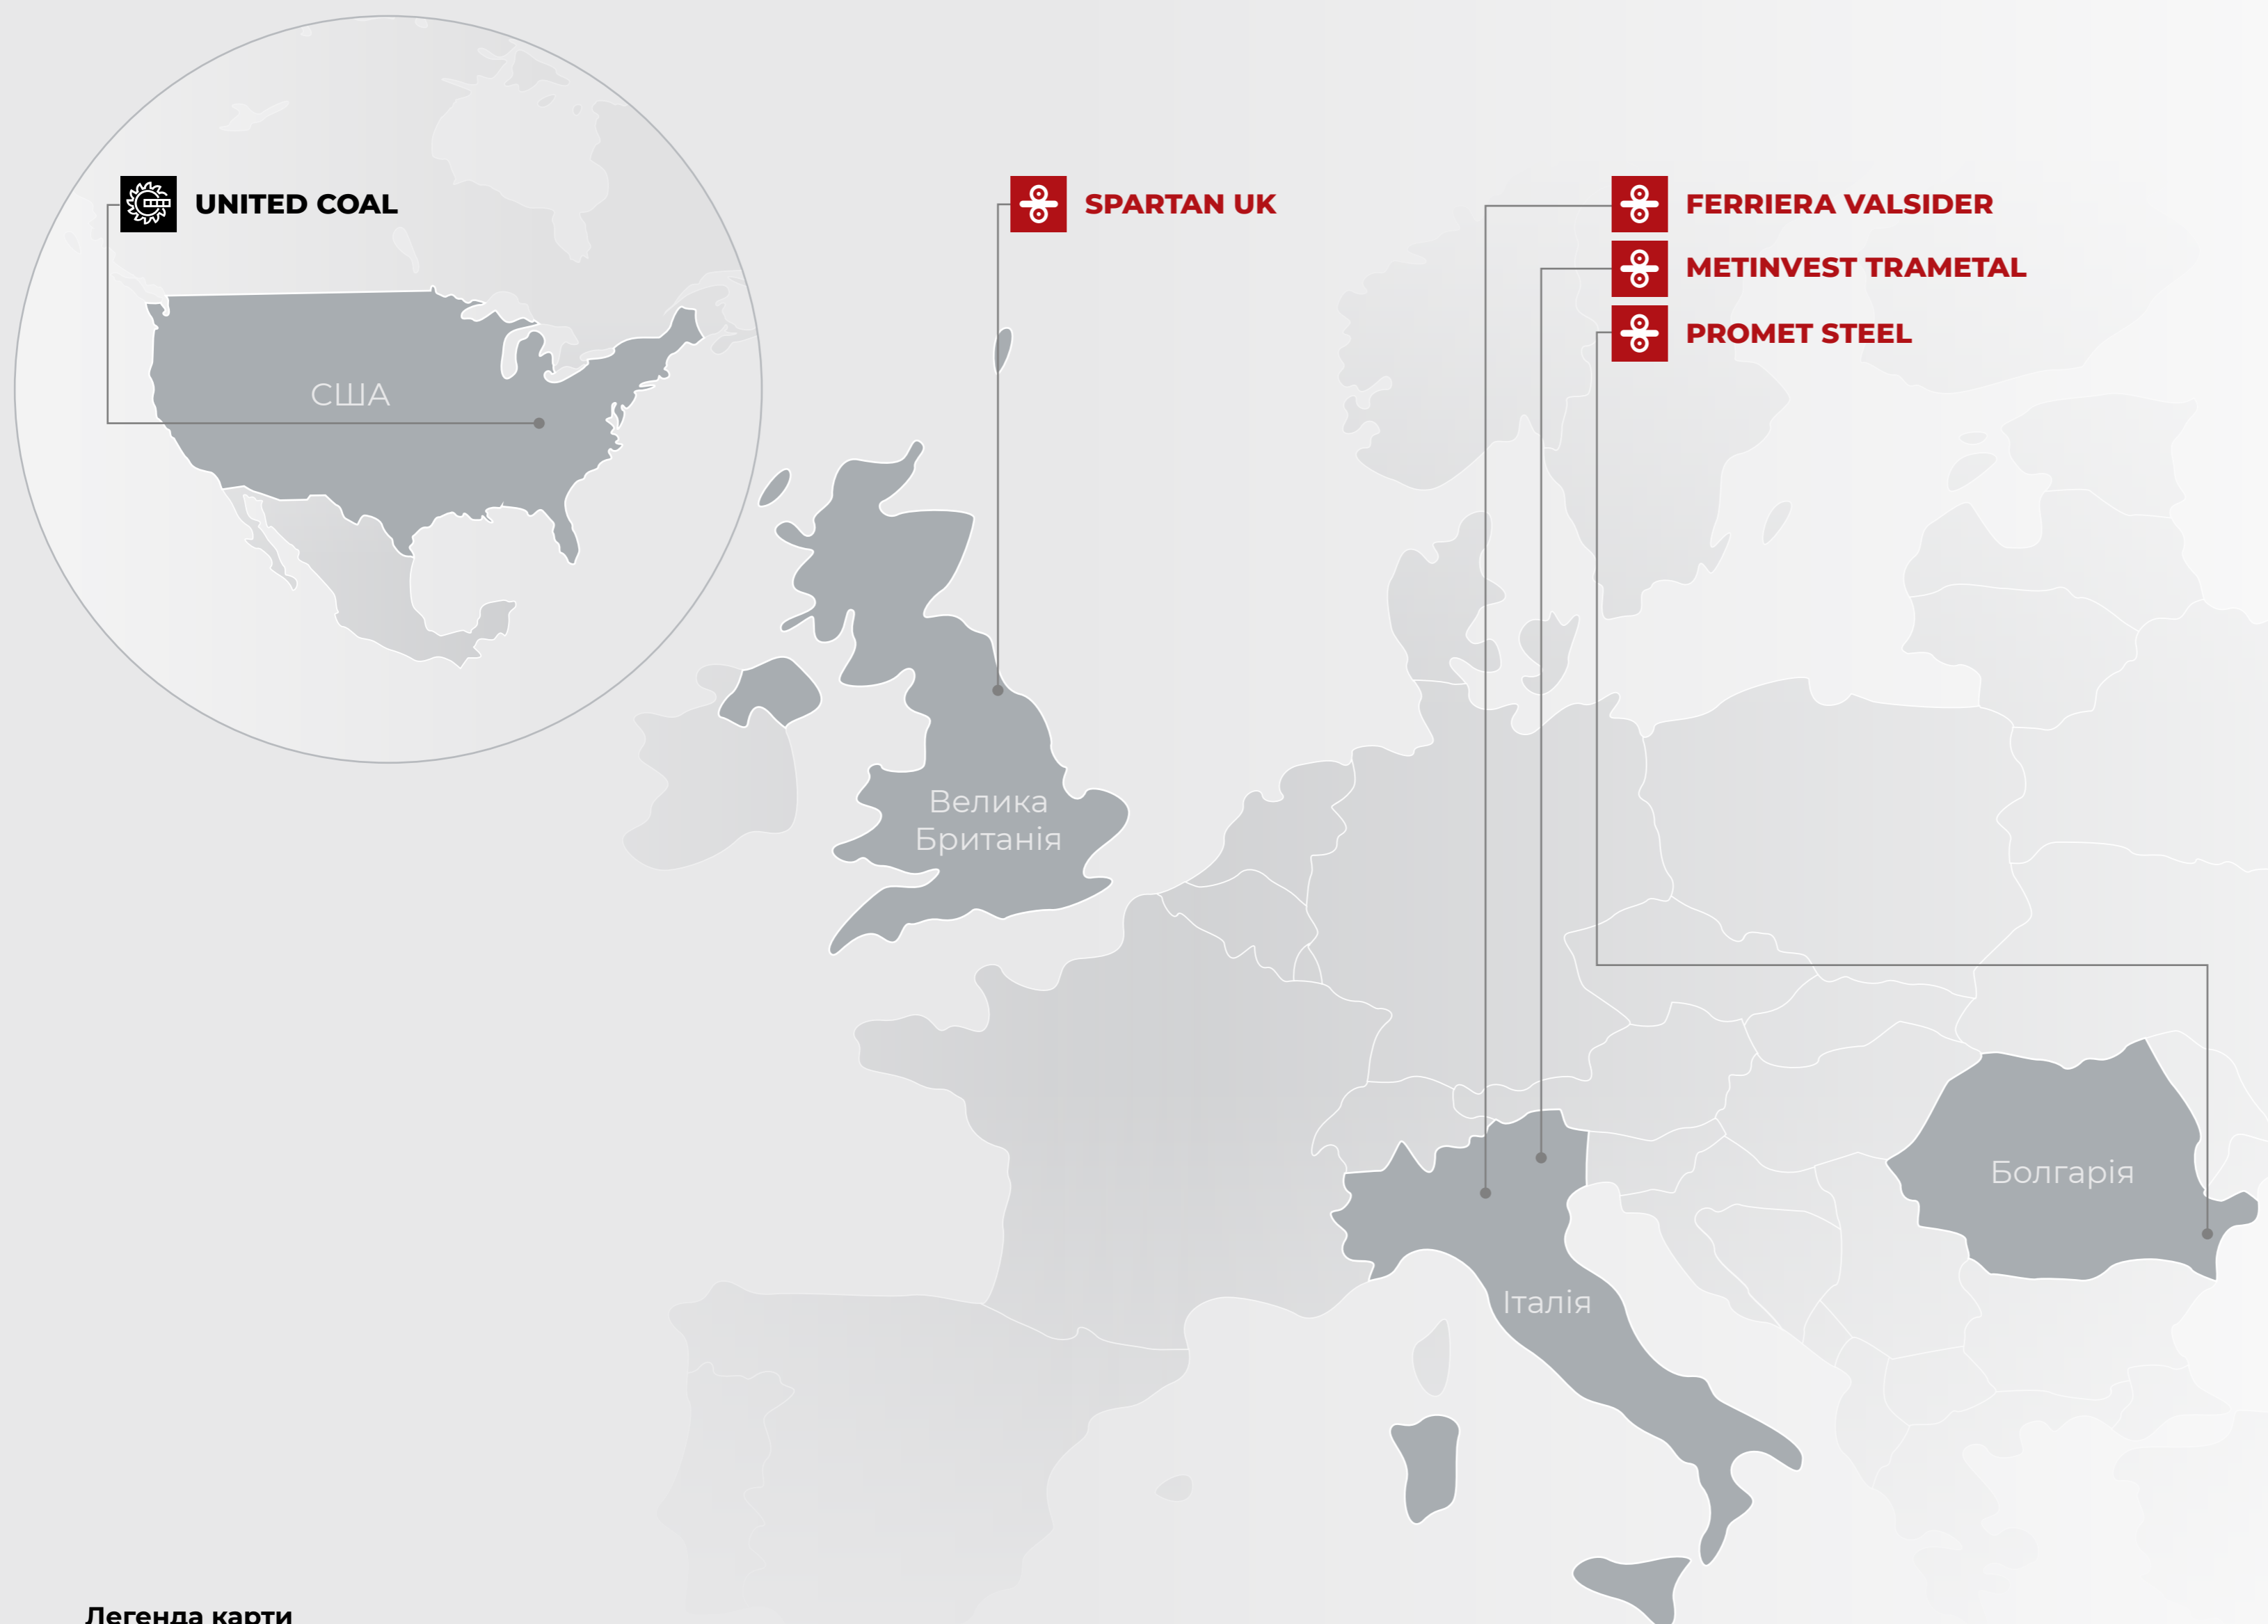 UNITED COAL
SPARTAN UK
FERRIERA VALSIDER
METINVEST TRAMETAL
PROMET STEEL
США
Велика
Британія
Болгарія
Італія
Легенда карти